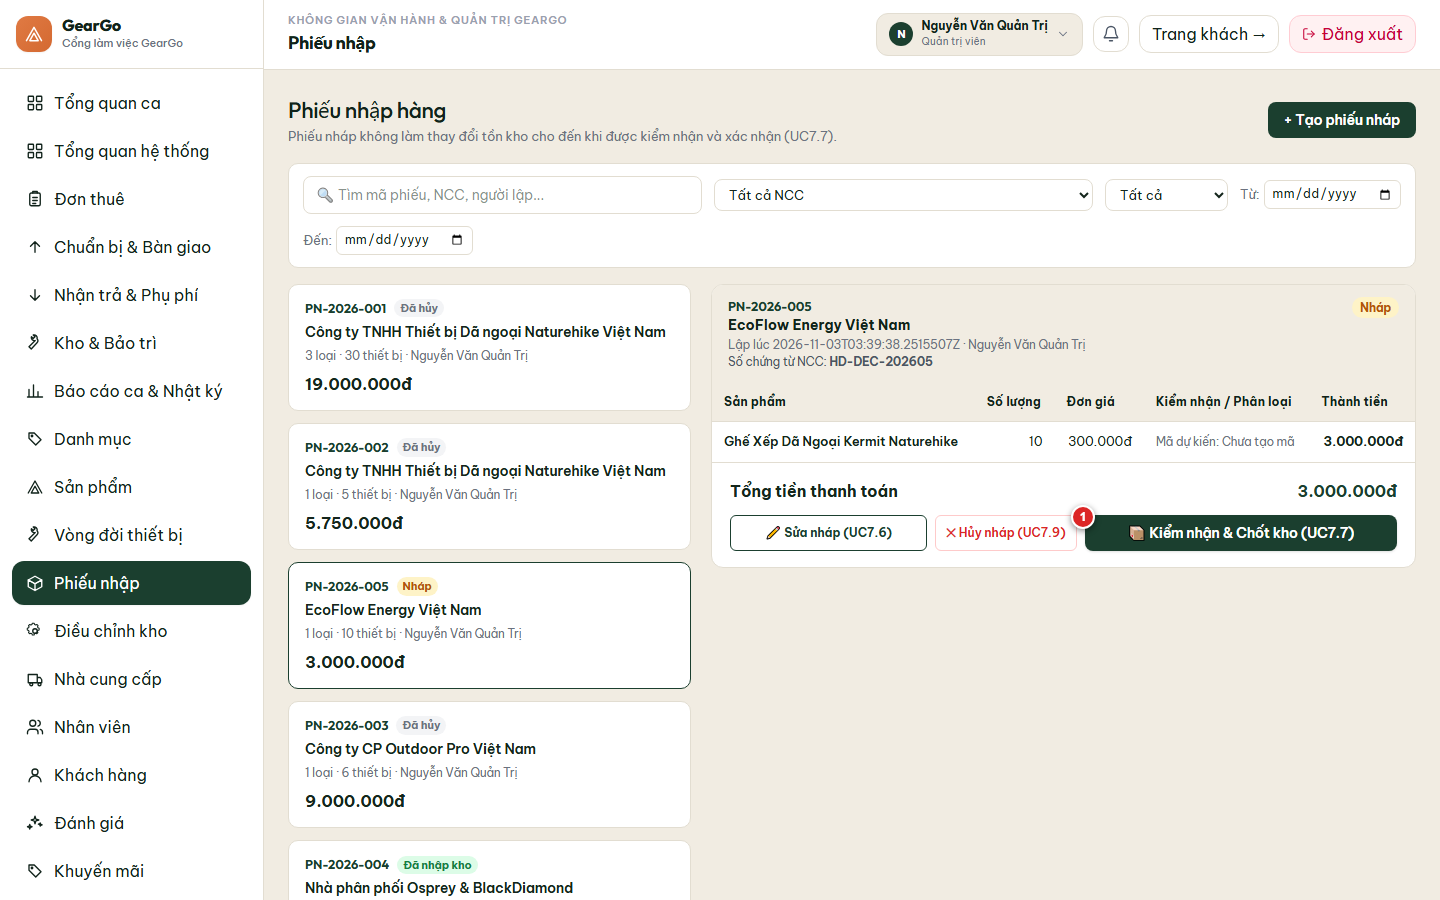 GearGo
Cổng làm việc GearGo
Tổng quan ca
Tổng quan hệ thống
Đơn thuê
Chuẩn bị & Bàn giao
Nhận trả & Phụ phí
Kho & Bảo trì
Báo cáo ca & Nhật ký
Danh mục
Sản phẩm
Vòng đời thiết bị
Phiếu nhập
Điều chỉnh kho
Nhà cung cấp
Nhân viên
Khách hàng
Đánh giá
Khuyến mãi
KHÔNG GIAN VẬN HÀNH & QUẢN TRỊ GEARGO
Phiếu nhập
N
Nguyễn Văn Quản Trị
Quản trị viên
Trang khách →
Đăng xuất
Phiếu nhập hàng
Phiếu nháp không làm thay đổi tồn kho cho đến khi được kiểm nhận và xác nhận (UC7.7).
+ Tạo phiếu nháp
Tìm mã phiếu, NCC, người lập...
Tất cả NCC
Tất cả
Từ: mm/dd/yyyy
Đến: mm/dd/yyyy
PN-2026-001 Đã hủy
Công ty TNHH Thiết bị Dã ngoại Naturehike Việt Nam
3 loại · 30 thiết bị · Nguyễn Văn Quản Trị
19.000.000đ
PN-2026-002 Đã hủy
Công ty TNHH Thiết bị Dã ngoại Naturehike Việt Nam
1 loại · 5 thiết bị · Nguyễn Văn Quản Trị
5.750.000đ
PN-2026-005 Nháp
EcoFlow Energy Việt Nam
1 loại · 10 thiết bị · Nguyễn Văn Quản Trị
3.000.000đ
PN-2026-003 Đã hủy
Công ty CP Outdoor Pro Việt Nam
1 loại · 6 thiết bị · Nguyễn Văn Quản Trị
9.000.000đ
PN-2026-004 Đã nhập kho
Nhà phân phối Osprey & BlackDiamond
PN-2026-005 Nháp
EcoFlow Energy Việt Nam
Lập lúc 2026-11-03T03:39:38.2515507Z · Nguyễn Văn Quản Trị
Số chứng từ NCC: HD-DEC-202605
Sản phẩm Số lượng Đơn giá Kiểm nhận / Phân loại Thành tiền
Ghế Xếp Dã Ngoại Kermit Naturehike 10 300.000đ Mã dự kiến: Chưa tạo mã 3.000.000đ
Tổng tiền thanh toán 3.000.000đ
Sửa nháp (UC7.6)
Hủy nháp (UC7.9)
1
Kiểm nhận & Chốt kho (UC7.7)